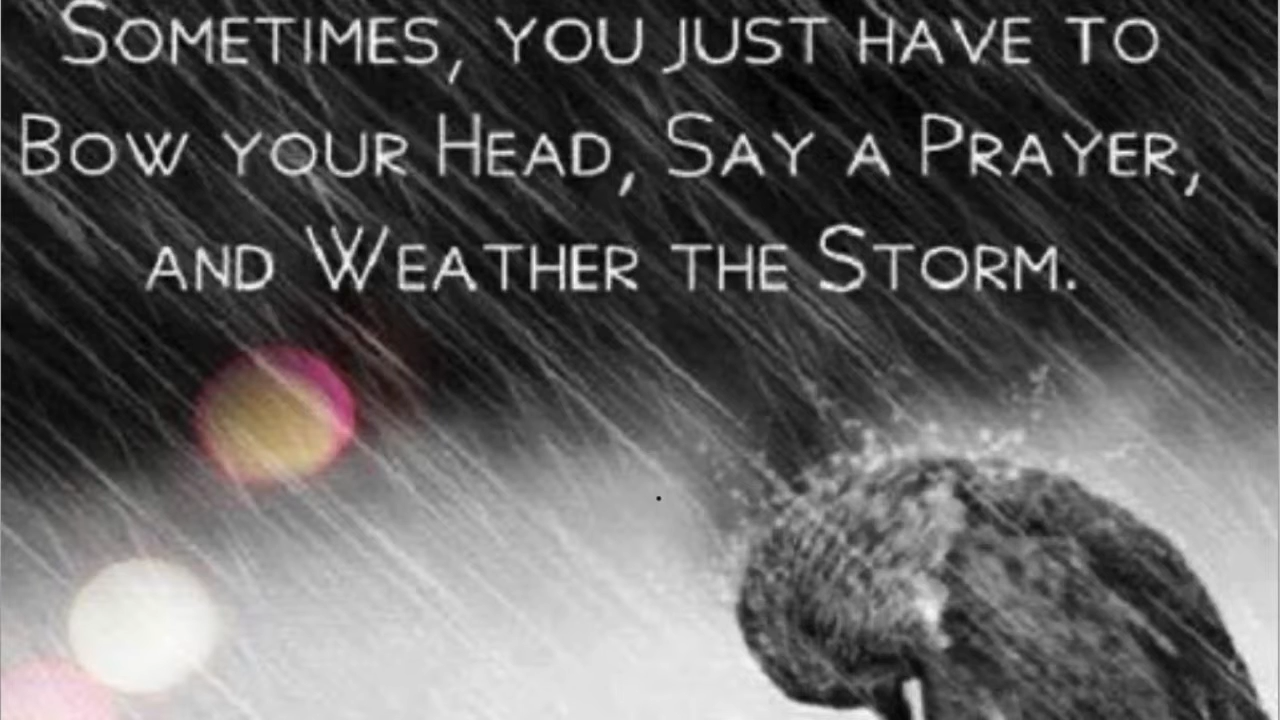 Sometimes, you just have to
Bow your Head, Say a Prayer,
and Weather the Storm.